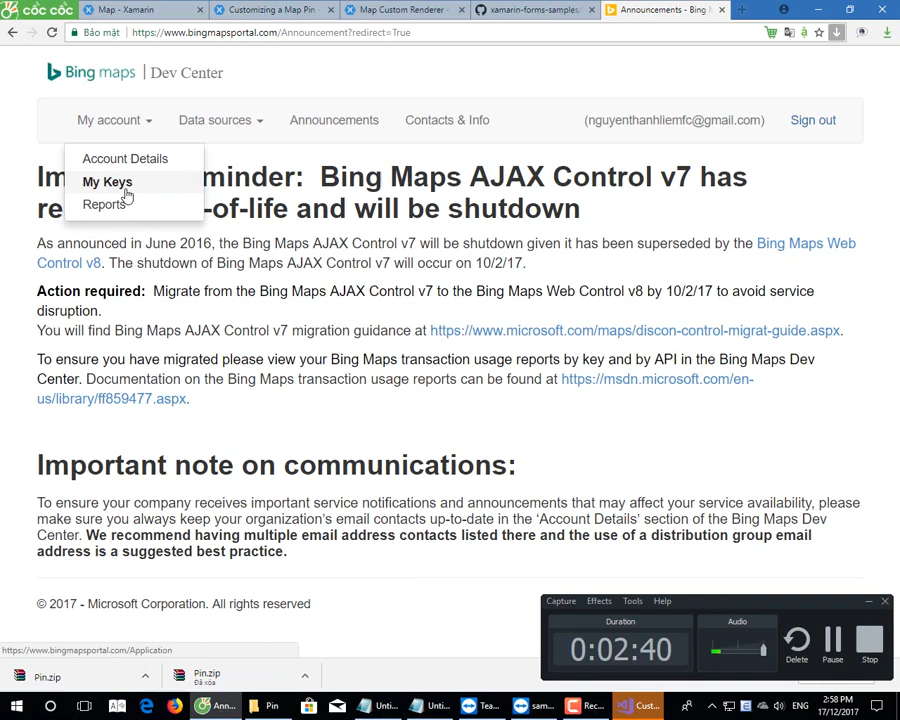 cốc cốc
Map - Xamarin
Customizing a Map Pin -
Map Custom Renderer -
xamarin-forms-samples/
Announcements - Bing M
Bảo mật
https://www.bingmapsportal.com/Announcement?redirect=True
Bing maps | Dev Center
My account
Data sources
Announcements
Contacts & Info
(nguyenthanhliemfc@gmail.com)
Sign out
Account Details
My Keys
Reports
Im minder: Bing Maps AJAX Control v7 has
re -of-life and will be shutdown
As announced in June 2016, the Bing Maps AJAX Control v7 will be shutdown given it has been superseded by the Bing Maps Web
Control v8. The shutdown of Bing Maps AJAX Control v7 will occur on 10/2/17.
Action required: Migrate from the Bing Maps AJAX Control v7 to the Bing Maps Web Control v8 by 10/2/17 to avoid service
disruption.
You will find Bing Maps AJAX Control v7 migration guidance at https://www.microsoft.com/maps/discon-control-migrat-guide.aspx.
To ensure you have migrated please view your Bing Maps transaction usage reports by key and by API in the Bing Maps Dev
Center. Documentation on the Bing Maps transaction usage reports can be found at https://msdn.microsoft.com/en-
us/library/ff859477.aspx.
Important note on communications:
To ensure your company receives important service notifications and announcements that may affect your service availability, please
make sure you always keep your organization's email contacts up-to-date in the 'Account Details' section of the Bing Maps Dev
Center. We recommend having multiple email address contacts listed there and the use of a distribution group email
address is a suggested best practice.
© 2017 - Microsoft Corporation. All rights reserved
https://www.bingmapsportal.com/Application
Capture
Effects
Tools
Help
Duration
0:02:40
Audio
Delete
Pause
Stop
Pin.zip
Pin.zip
Đã xóa
Ann...
Pin
Unti...
Unti...
Tea...
sam...
Rec...
Cust...
ENG
2:58 PM
17/12/2017